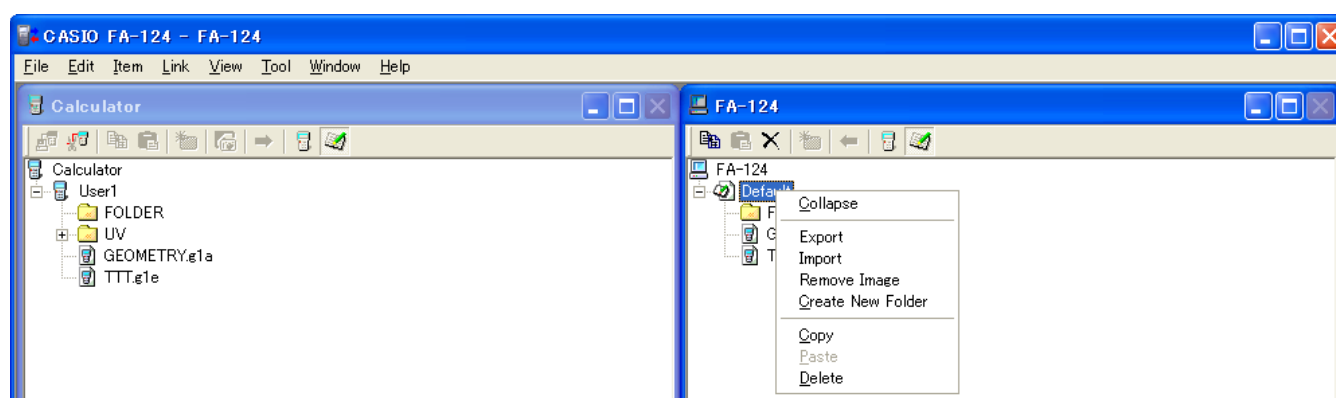 CASIO FA-124 - FA-124
File Edit Item Link View Tool Window Help
Calculator
Calculator
User1
FOLDER
UV
GEOMETRY.g1a
TTT.g1e
FA-124
FA-124
Default
F
G
T
Collapse
Export
Import
Remove Image
Create New Folder
Copy
Paste
Delete